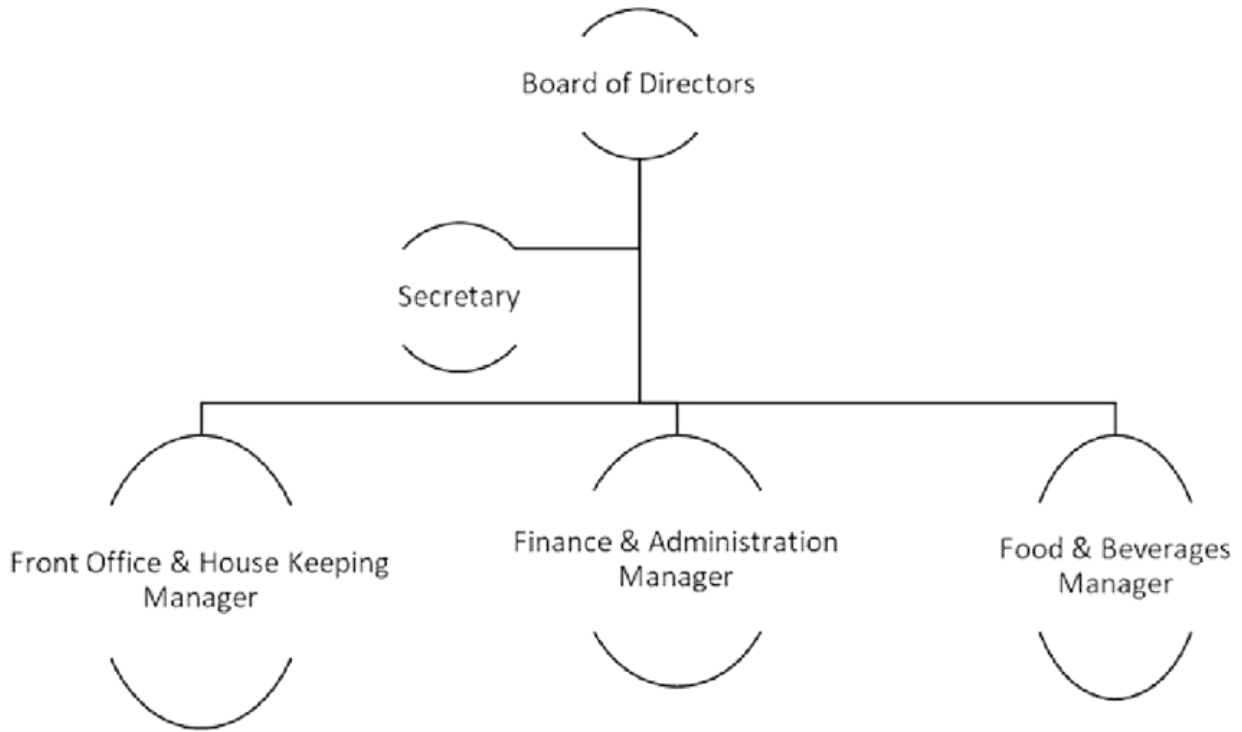 Board of Directors
Secretary
Front Office & House Keeping
Manager
Finance & Administration
Manager
Food & Beverages
Manager